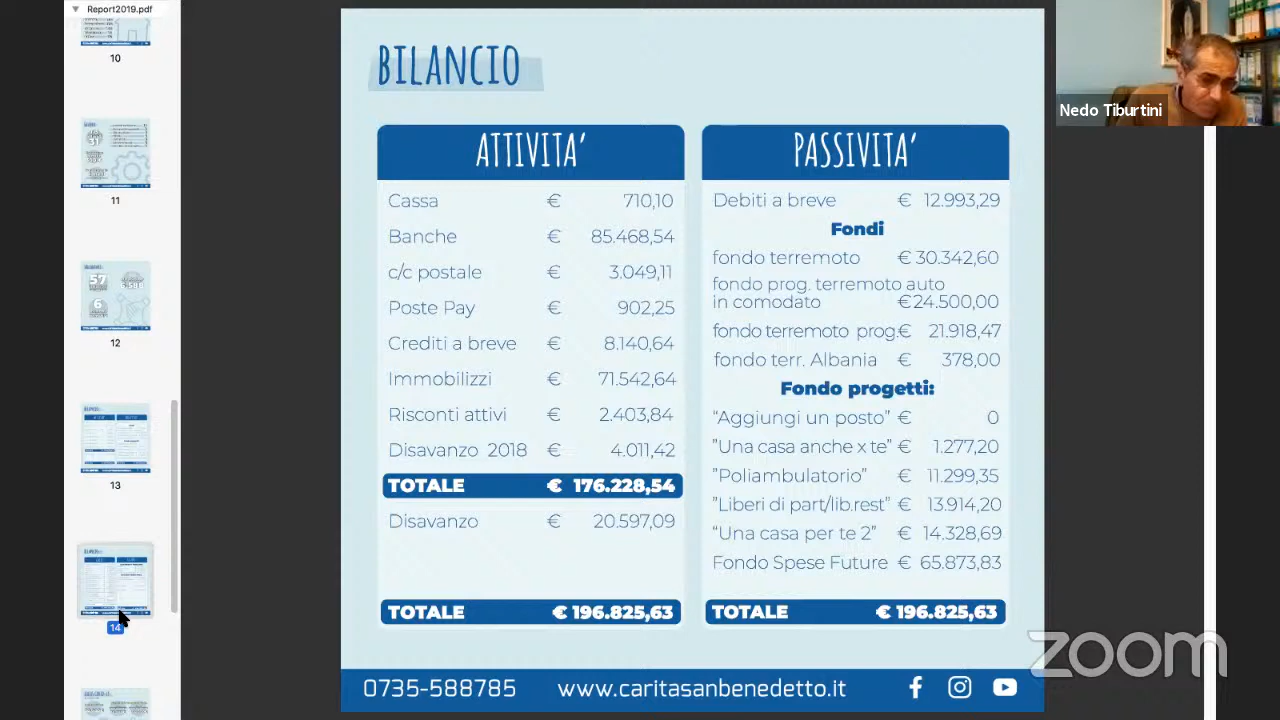 Report2019.pdf
10
11
12
13
14
BILANCIO
ATTIVITA’
Cassa € 710,10
Banche € 85.468,54
c/c postale € 3.049,11
Poste Pay € 902,25
Crediti a breve € 8.140,64
Immobilizzi € 71.542,64
Risconti attivi € 2.403,84
Disavanzo 2018 € 4.011,42
TOTALE € 176.228,54
Disavanzo € 20.597,09
TOTALE € 196.825,63
PASSIVITA’
Debiti a breve € 12.993,29
Fondi
fondo terremoto € 30.342,60
fondo prog. terremoto auto
in comodato €24.500,00
fondo terremoto prog.€ 21.918,47
fondo terr. Albania € 378,00
Fondo progetti:
“Aggiungi un posto” € 0
”Una casa anche x te” € 1.277,20
”Poliambulatorio” € 11.299,35
”Liberi di part/lib.rest” € 13.914,20
“Una casa per te 2” € 14.328,69
Fondo Spese Future € 65.873,83
TOTALE € 196.825,63
0735-588785 www.caritasanbenedetto.it
Nedo Tiburtini
zoom